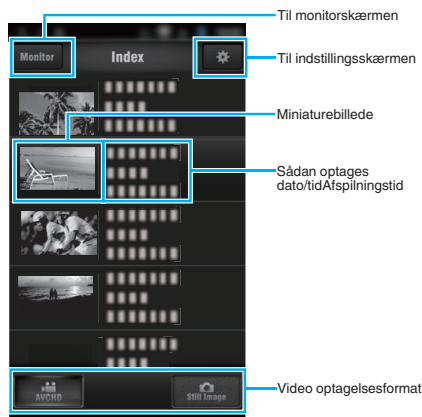 Til monitorskærmen
Monitor
Index
Til indstillingsskærmen
Miniaturebillede
Sådan optages
dato/tidAfspilningstid
AVCHD
Still Image
Video optagelsesformat